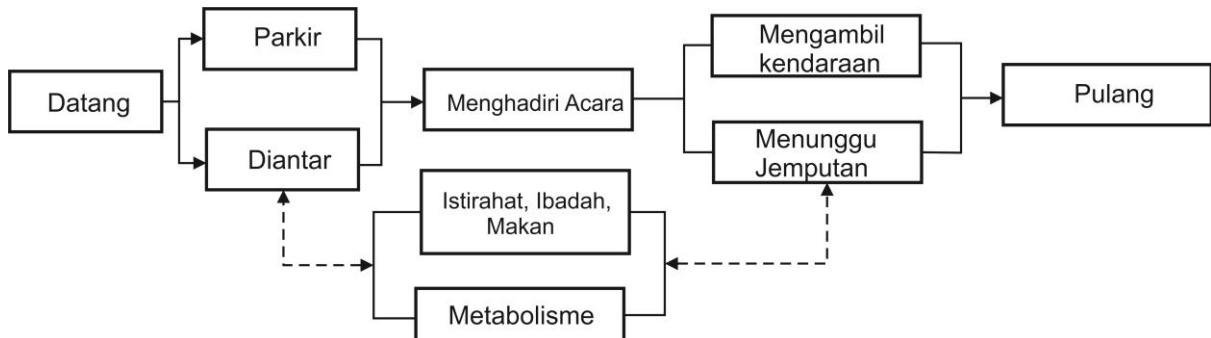 Datang
Parkir
Diantar
Menghadiri Acara
Istirahat, Ibadah,
Makan
Metabolisme
Mengambil
kendaraan
Menunggu
Jemputan
Pulang